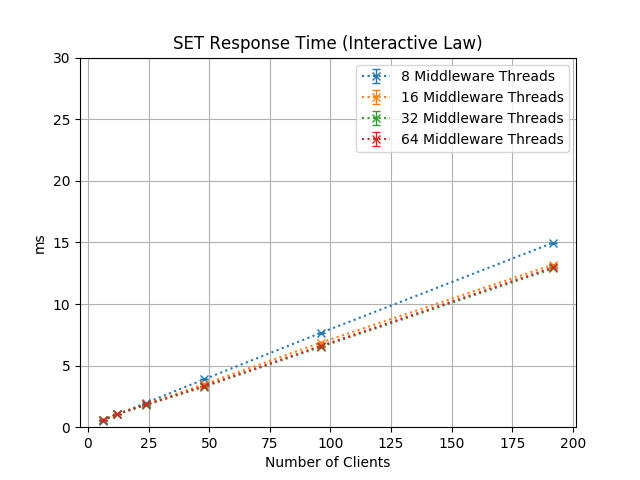 SET Response Time (Interactive Law)
30
25
20
15
10
5
0
ms
8 Middleware Threads
16 Middleware Threads
32 Middleware Threads
64 Middleware Threads
0 25 50 75 100 125 150 175 200
Number of Clients